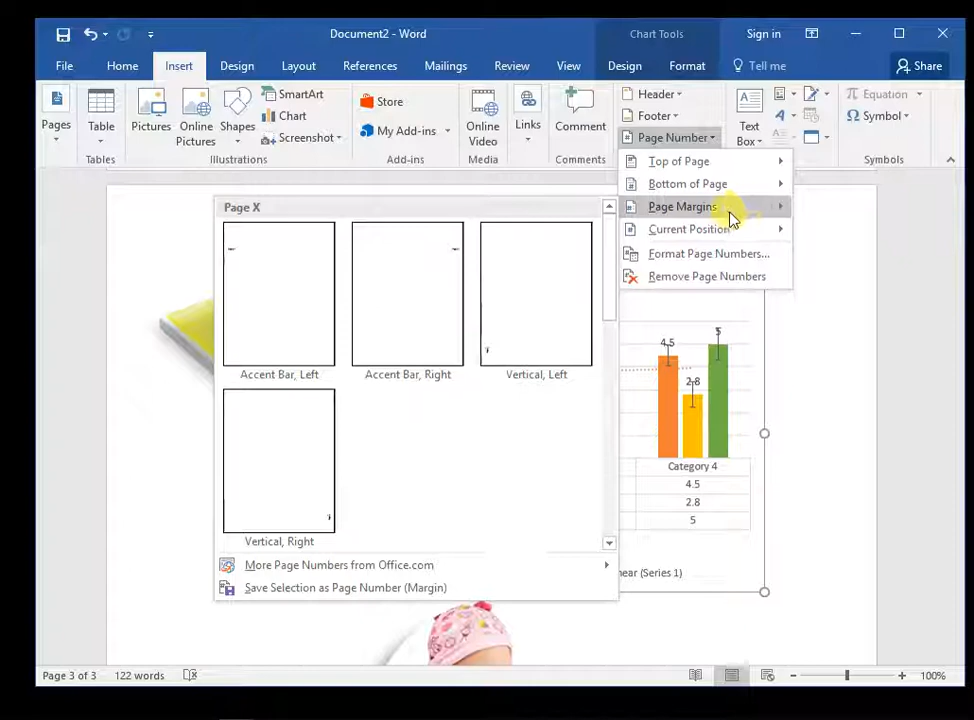 Document2 - Word
Chart Tools
Sign in
File Home Insert Design Layout References Mailings Review View Design Format Tell me Share
Pages
Table
Pictures
Online Pictures
Shapes
SmartArt
Chart
Screenshot
Store
My Add-ins
Online Video
Links
Comment
Header
Footer
Page Number
Text Box
Equation
Symbol
Tables Illustrations Add-ins Media Comments Symbols
Top of Page
Bottom of Page
Page Margins
Current Position
Format Page Numbers...
Remove Page Numbers
Page X
Accent Bar, Left
Accent Bar, Right
Vertical, Left
Vertical, Right
More Page Numbers from Office.com
Save Selection as Page Number (Margin)
4.5
2.8
5
Category 4
4.5
2.8
5
near (Series 1)
Page 3 of 3
122 words
100%